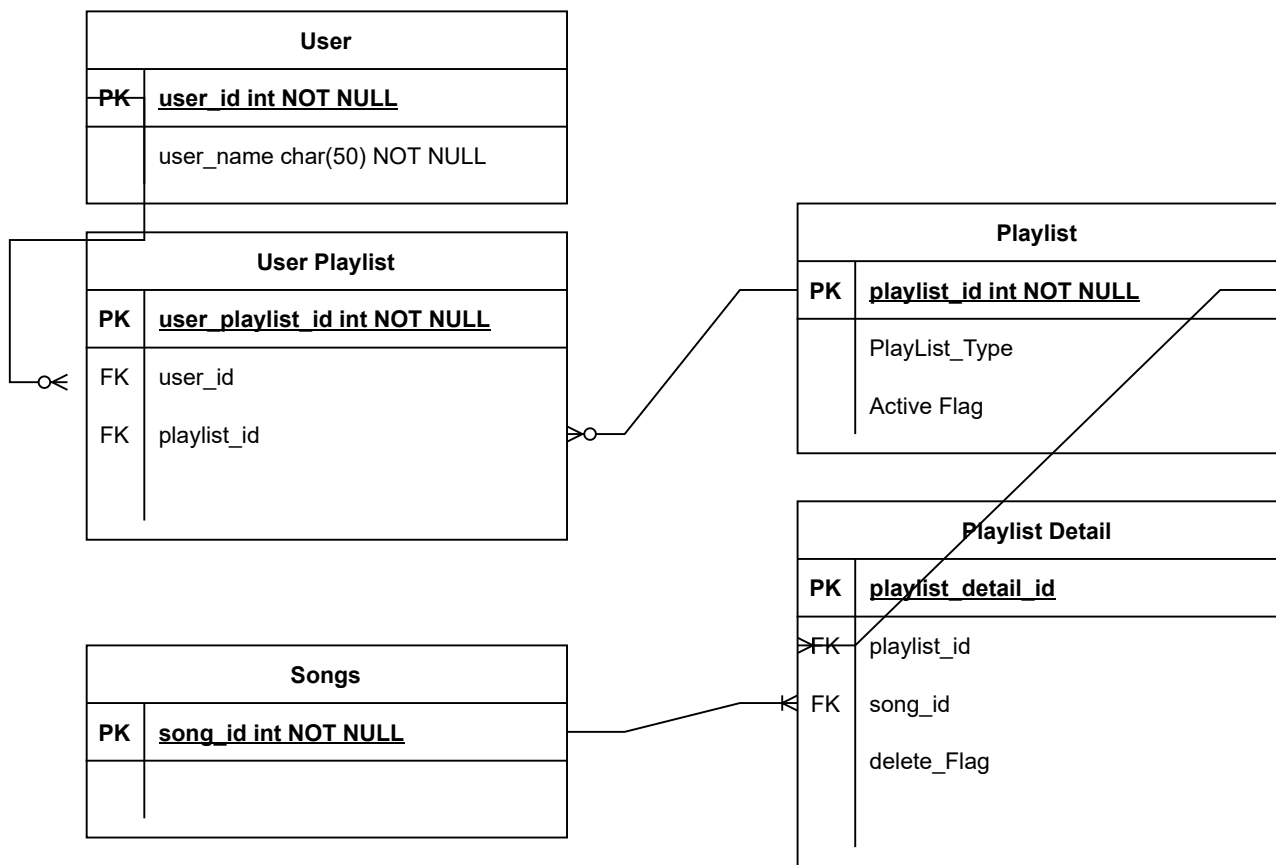 User
PK user_id int NOT NULL
user_name char(50) NOT NULL
User Playlist
PK user_playlist_id int NOT NULL
FK user_id
FK playlist_id
Playlist
PK playlist_id int NOT NULL
PlayList_Type
Active Flag
Playlist Detail
PK playlist_detail_id
FK playlist_id
FK song_id
delete_Flag
Songs
PK song_id int NOT NULL